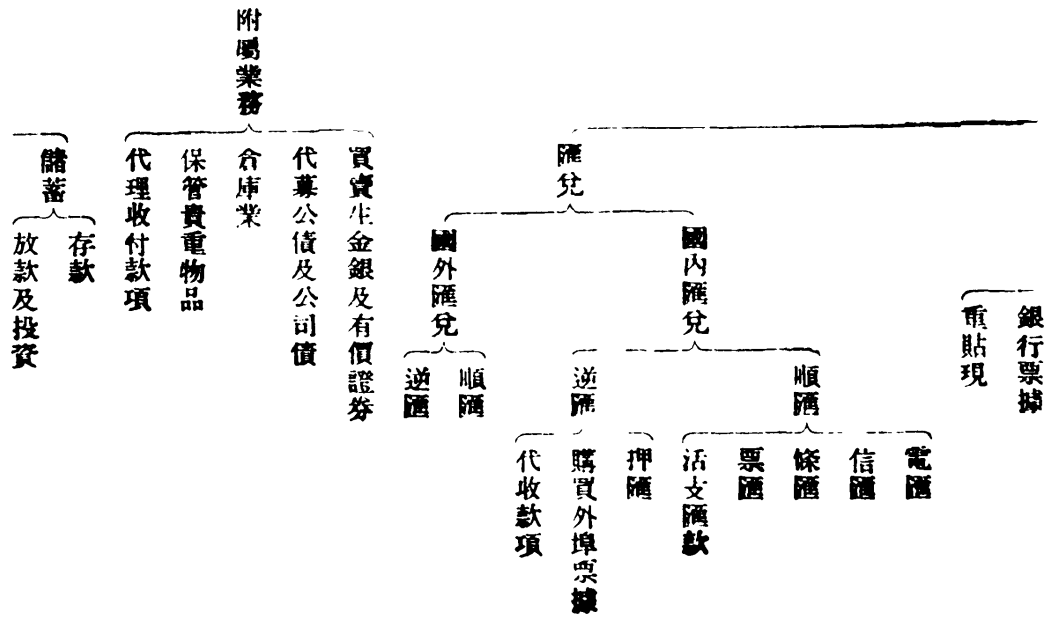 銀行票據
重貼現
匯兌
國內匯兌
順匯
電匯
信匯
條匯
票匯
活支匯款
逆匯
押匯
購買外埠票據
代收款項
國外匯兌
順匯
逆匯
附屬業務
買賣生金銀及有價證券
代募公債及公司債
倉庫業
保管貴重物品
代理收付款項
儲蓄
存款
放款及投資